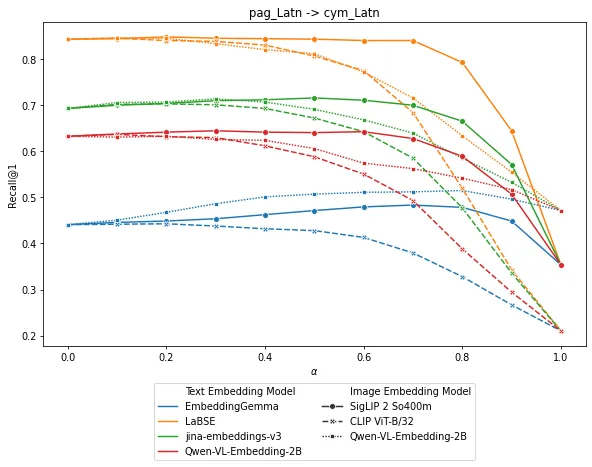 pag_Latn -> cym_Latn
Recall@1
0.8
0.7
0.6
0.5
0.4
0.3
0.2
0.0 0.2 0.4 0.6 0.8 1.0
α
Text Embedding Model Image Embedding Model
EmbeddingGemma SigLIP 2 So400m
LaBSE CLIP ViT-B/32
jina-embeddings-v3 Qwen-VL-Embedding-2B
Qwen-VL-Embedding-2B